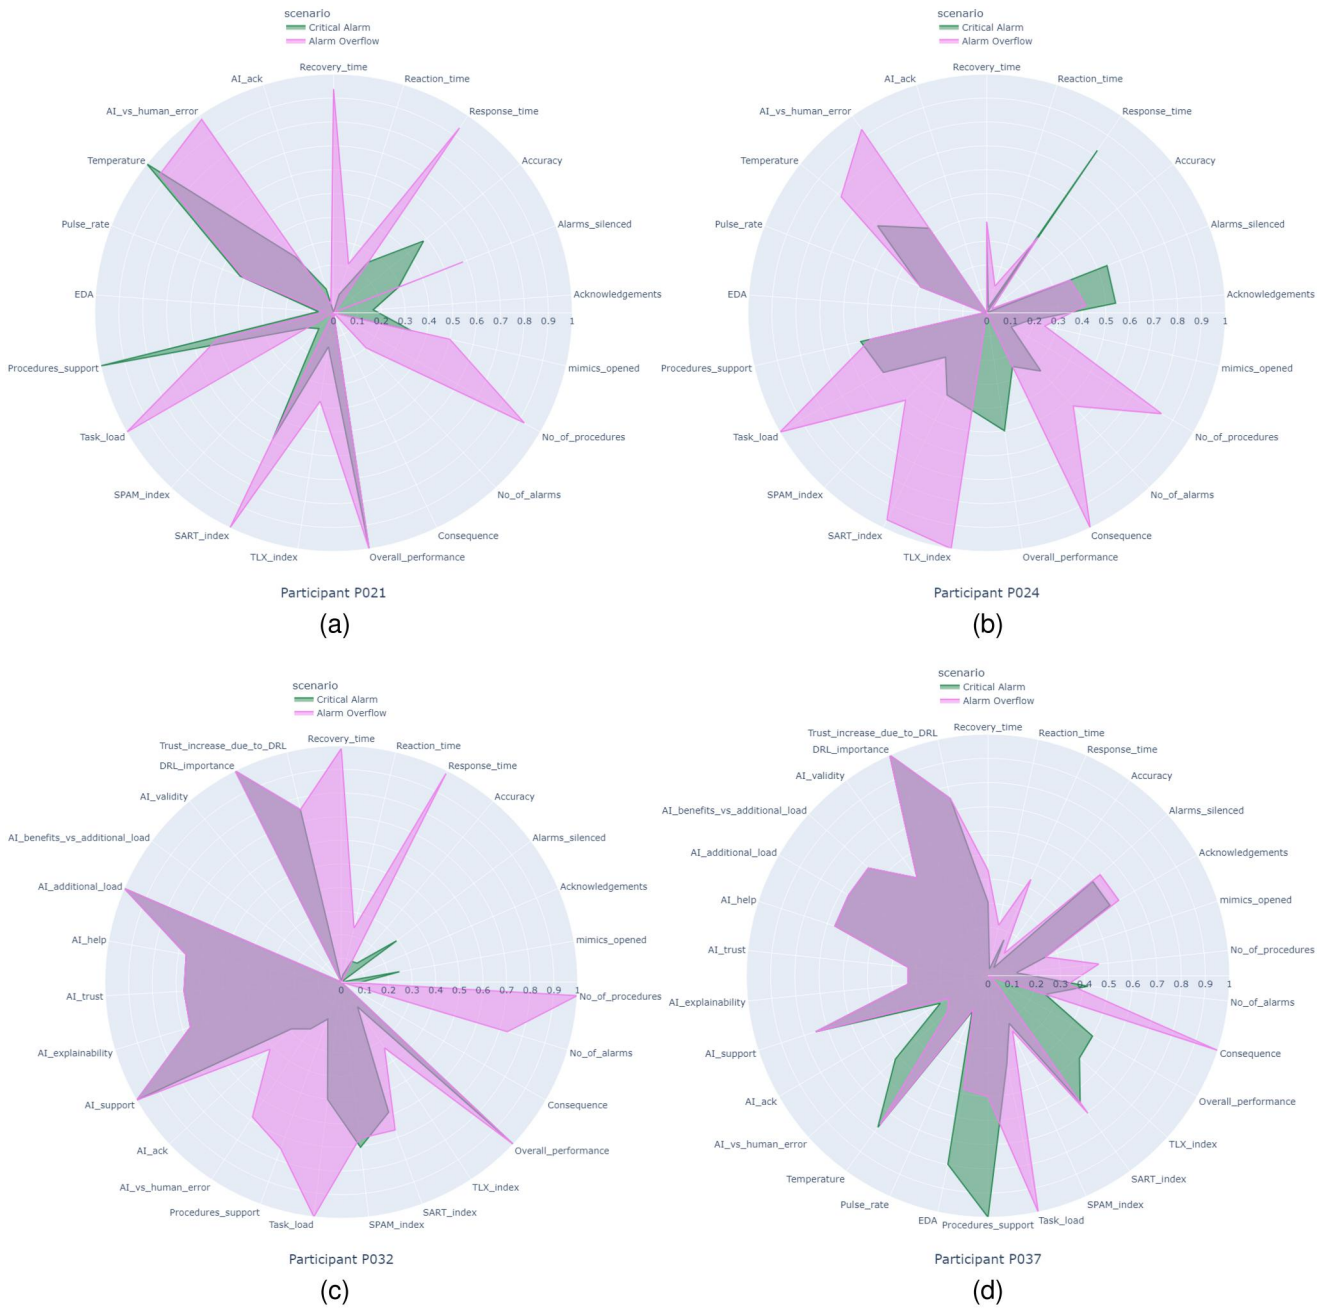 scenario
Critical Alarm
Alarm Overflow
Recovery_time
Reaction_time
Response_time
Accuracy
Alarms_silenced
Acknowledgements
mimics_opened
No_of_procedures
No_of_alarms
Consequence
Overall_performance
TLX_index
SART_index
SPAM_index
Task_load
Procedures_support
EDA
Pulse_rate
Temperature
AI_vs_human_error
AI_ack
0 0.1 0.2 0.3 0.4 0.5 0.6 0.7 0.8 0.9 1
Participant P021
(a)
scenario
Critical Alarm
Alarm Overflow
Recovery_time
Reaction_time
Response_time
Accuracy
Alarms_silenced
Acknowledgements
mimics_opened
No_of_procedures
No_of_alarms
Consequence
Overall_performance
TLX_index
SART_index
SPAM_index
Task_load
Procedures_support
EDA
Pulse_rate
Temperature
AI_vs_human_error
AI_ack
0 0.1 0.2 0.3 0.4 0.5 0.6 0.7 0.8 0.9 1
Participant P024
(b)
scenario
Critical Alarm
Alarm Overflow
Recovery_time
Reaction_time
Response_time
Accuracy
Alarms_silenced
Acknowledgements
mimics_opened
No_of_procedures
No_of_alarms
Consequence
Overall_performance
TLX_index
SART_index
SPAM_index
Task_load
Procedures_support
AI_vs_human_error
AI_ack
AI_support
AI_explainability
AI_trust
AI_help
AI_additional_load
AI_benefits_vs_additional_load
AI_validity
DRL_importance
Trust_increase_due_to_DRL
0 0.1 0.2 0.3 0.4 0.5 0.6 0.7 0.8 0.9 1
Participant P032
(c)
scenario
Critical Alarm
Alarm Overflow
Recovery_time
Reaction_time
Response_time
Accuracy
Alarms_silenced
Acknowledgements
mimics_opened
No_of_procedures
No_of_alarms
Consequence
Overall_performance
TLX_index
SART_index
SPAM_index
Task_load
Procedures_support
EDA
Pulse_rate
Temperature
AI_vs_human_error
AI_ack
AI_support
AI_explainability
AI_trust
AI_help
AI_additional_load
AI_benefits_vs_additional_load
AI_validity
DRL_importance
Trust_increase_due_to_DRL
0 0.1 0.2 0.3 0.4 0.5 0.6 0.7 0.8 0.9 1
Participant P037
(d)